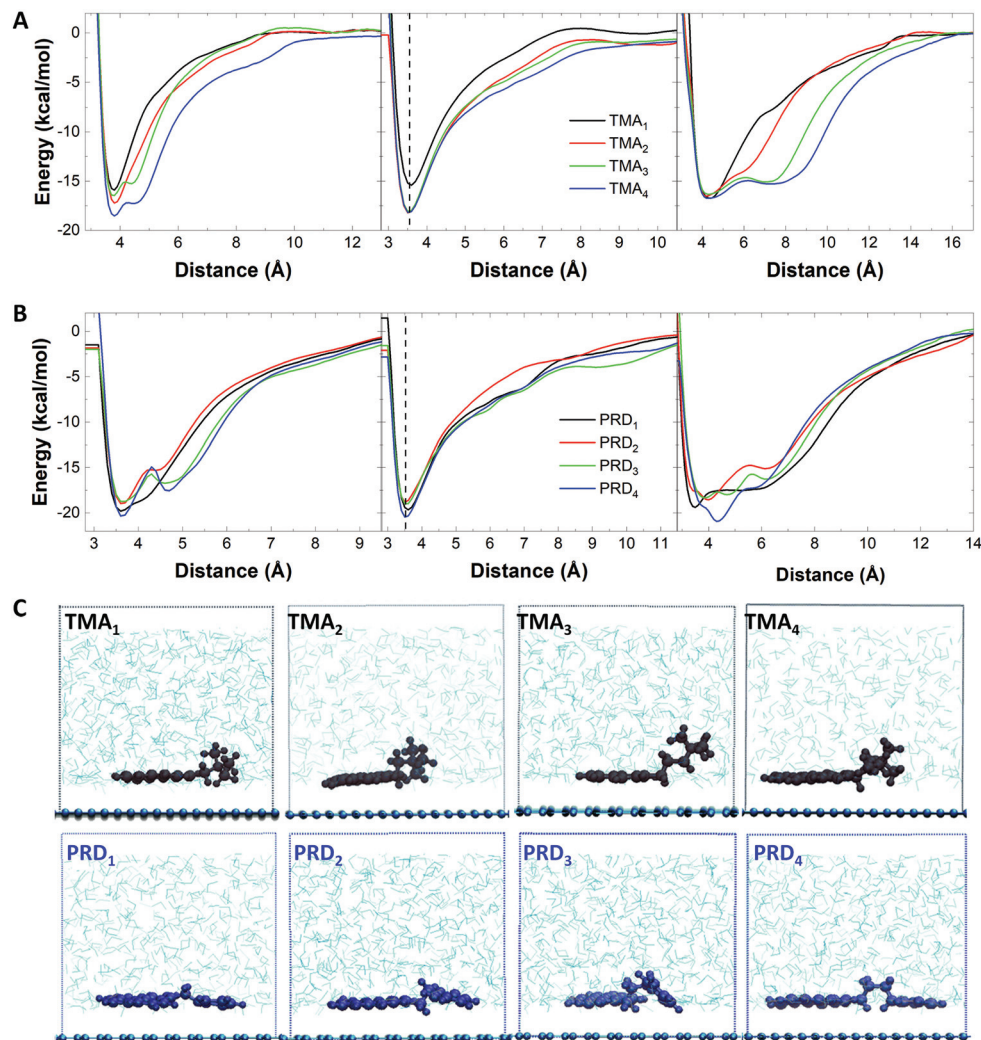 A
Energy (kcal/mol)
0
-5
-10
-15
-20
TMA₁
TMA₂
TMA₃
TMA₄
4 6 8 10 12 3 4 5 6 7 8 9 10 4 6 8 10 12 14 16
Distance (Å) Distance (Å) Distance (Å)
B
Energy (kcal/mol)
0
-5
-10
-15
-20
PRD₁
PRD₂
PRD₃
PRD₄
3 4 5 6 7 8 9 3 4 5 6 7 8 9 10 11 4 6 8 10 12 14
Distance (Å) Distance (Å) Distance (Å)
C
TMA₁ TMA₂ TMA₃ TMA₄
PRD₁ PRD₂ PRD₃ PRD₄